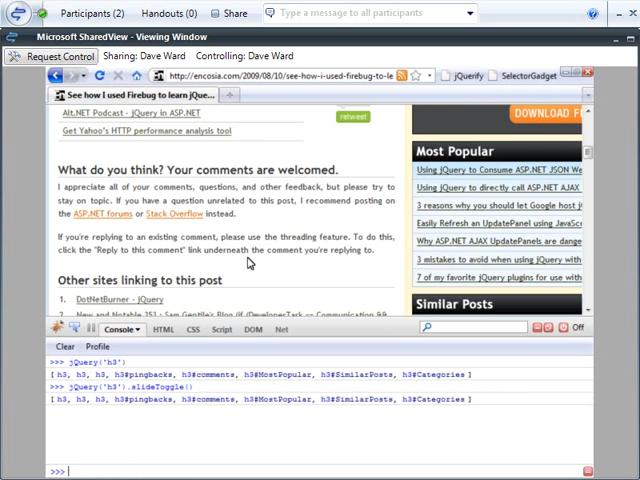 Participants (2)
Handouts (0)
Share
Type a message to all participants
Microsoft SharedView - Viewing Window
Request Control
Sharing: Dave Ward
Controlling: Dave Ward
http://encosia.com/2009/08/10/see-how-i-used-firebug-to-le
jQuerify
SelectorGadget
See how I used Firebug to learn jQue...
Alt.NET Podcast - jQuery in ASP.NET
Get Yahoo's HTTP performance analysis tool
retweet
What do you think? Your comments are welcomed.
I appreciate all of your comments, questions, and other feedback, but please try to
stay on topic. If you have a question unrelated to this post, I recommend posting on
the ASP.NET forums or Stack Overflow instead.
If you're replying to an existing comment, please use the threading feature. To do this,
click the "Reply to this comment" link underneath the comment you're replying to.
Other sites linking to this post
1. DotNetBurner - jQuery
2. New and Notable 353 : Sam Gentile's Blog (if (DeveloperTask == Communication &&
DOWNLOAD FI
Most Popular
Using jQuery to Consume ASP.NET JSON We
Using jQuery to directly call ASP.NET AJAX
3 reasons why you should let Google host j
Easily Refresh an UpdatePanel using JavaScr
Why ASP.NET AJAX UpdatePanels are dange
3 mistakes to avoid when using jQuery with
7 of my favorite jQuery plugins for use with
Similar Posts
Console
HTML
CSS
Script
DOM
Net
Off
Clear
Profile
>>> jQuery('h3')
[ h3, h3, h3#pingbacks, h3#comments, h3#MostPopular, h3#SimilarPosts, h3#Categories ]
>>> jQuery('h3').slideToggle()
[ h3, h3, h3#pingbacks, h3#comments, h3#MostPopular, h3#SimilarPosts, h3#Categories ]
>>>